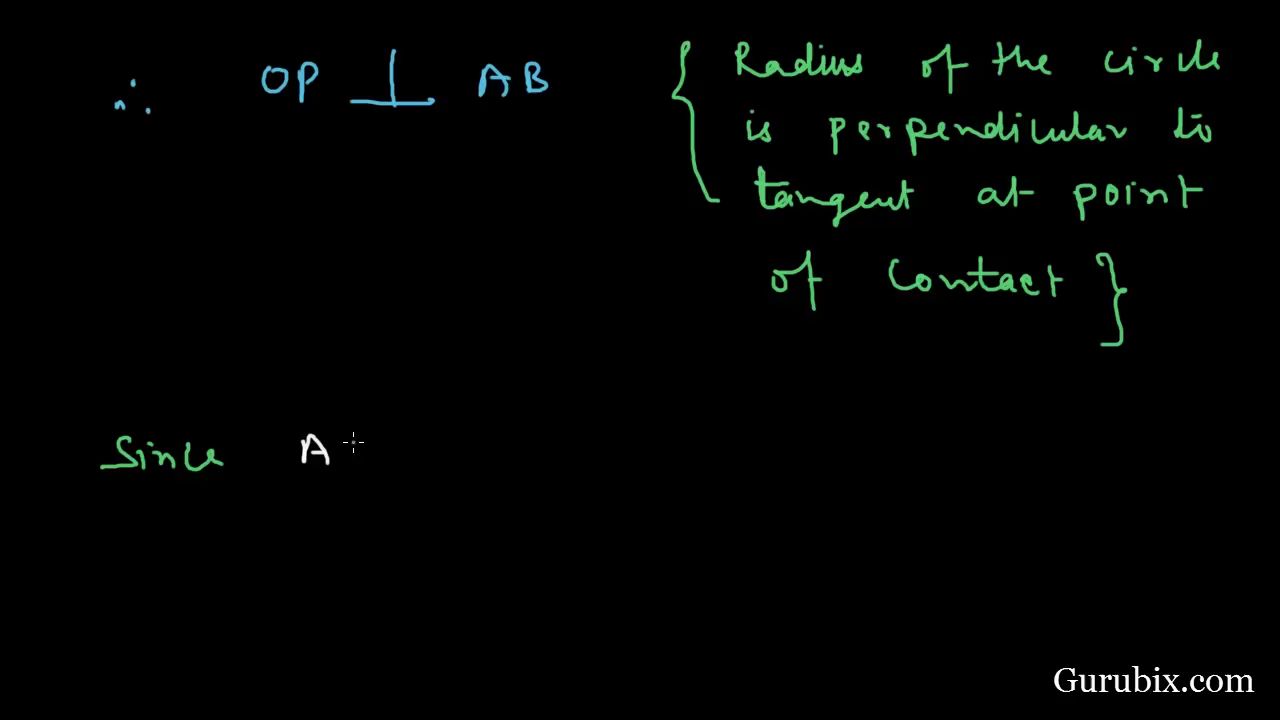 ∴ OP ⊥ AB
{ Radius of the circle
is perpendicular to
tangent at point
of contact }
Since A
Gurubix.com